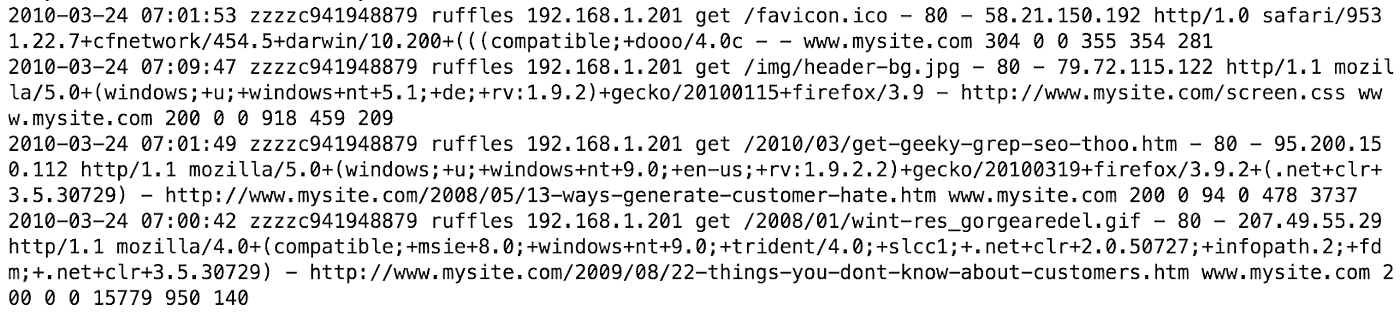 2010-03-24 07:01:53 zzzzc941948879 ruffles 192.168.1.201 get /favicon.ico - 80 - 58.21.150.192 http/1.0 safari/953
1.22.7+cfnetwork/454.5+darwin/10.200+(((compatible;+dooo/4.0c - - www.mysite.com 304 0 0 355 354 281
2010-03-24 07:09:47 zzzzc941948879 ruffles 192.168.1.201 get /img/header-bg.jpg - 80 - 79.72.115.122 http/1.1 mozil
la/5.0+(windows;+u;+windows+nt+5.1;+de;+rv:1.9.2)+gecko/20100115+firefox/3.9 - http://www.mysite.com/screen.css ww
w.mysite.com 200 0 0 918 459 209
2010-03-24 07:01:49 zzzzc941948879 ruffles 192.168.1.201 get /2010/03/get-geeky-grep-seo-thoo.htm - 80 - 95.200.15
0.112 http/1.1 mozilla/5.0+(windows;+u;+windows+nt+9.0;+en-us;+rv:1.9.2.2)+gecko/20100319+firefox/3.9.2+(.net+clr+
3.5.30729) - http://www.mysite.com/2008/05/13-ways-generate-customer-hate.htm www.mysite.com 200 0 94 0 478 3737
2010-03-24 07:00:42 zzzzc941948879 ruffles 192.168.1.201 get /2008/01/wint-res_gorgearedel.gif - 80 - 207.49.55.29
http/1.1 mozilla/4.0+(compatible;+msie+8.0;+windows+nt+9.0;+trident/4.0;+slcc1;+.net+clr+2.0.50727;+infopath.2;+fd
m;+.net+clr+3.5.30729) - http://www.mysite.com/2009/08/22-things-you-dont-know-about-customers.htm www.mysite.com 2
00 0 0 15779 950 140